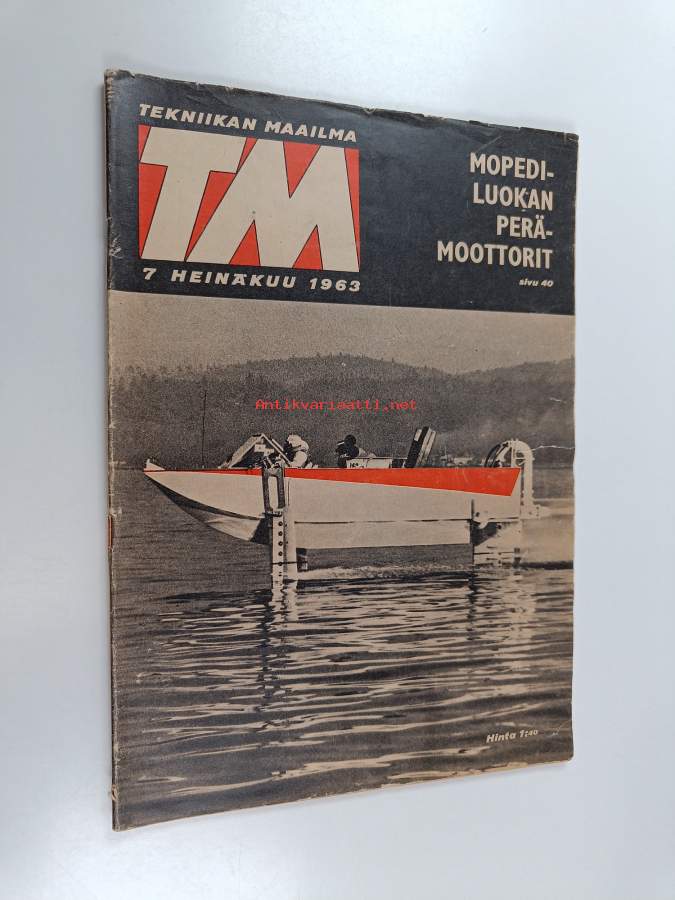 TEKNIIKAN MAAILMA
TM
7 HEINÄKUU 1963
MOPEDI-
LUOKAN
PERÄ-
MOOTTORIT
sivu 40
Antikvariaatti.net
Hinta 1:40